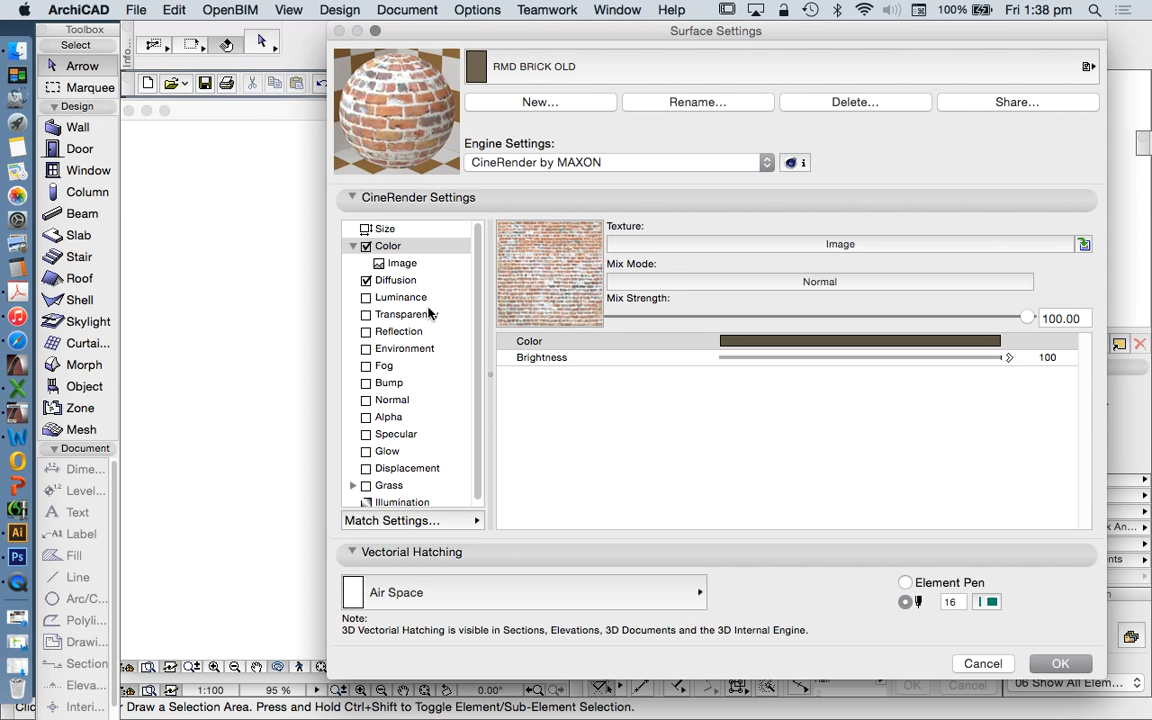 ArchiCAD File Edit OpenBIM View Design Document Options Teamwork Window Help 100% Fri 1:38 pm
Toolbox
Select
Arrow
Marquee
Design
Wall
Door
Window
Column
Beam
Slab
Stair
Roof
Shell
Skylight
Curtai...
Morph
Object
Zone
Mesh
Document
Dime...
Level...
Text
Label
Fill
Line
Arc/C...
Polyli...
Drawi...
Section
Eleva...
Interi...
Info...
Surface Settings
RMD BRICK OLD
New...
Rename...
Delete...
Share...
Engine Settings:
CineRender by MAXON
CineRender Settings
Size
Color
Image
Diffusion
Luminance
Transparency
Reflection
Environment
Fog
Bump
Normal
Alpha
Specular
Glow
Displacement
Grass
Illumination
Match Settings...
Texture:
Image
Mix Mode:
Normal
Mix Strength:
100.00
Color
Brightness 100
Vectorial Hatching
Air Space
Element Pen
16
Note:
3D Vectorial Hatching is visible in Sections, Elevations, 3D Documents and the 3D Internal Engine.
Cancel
OK
1:100 95 % 0.00°
OK Cancel
06 Show All Elem...
Draw a Selection Area. Press and Hold Ctrl+Shift to Toggle Element/Sub-Element Selection.